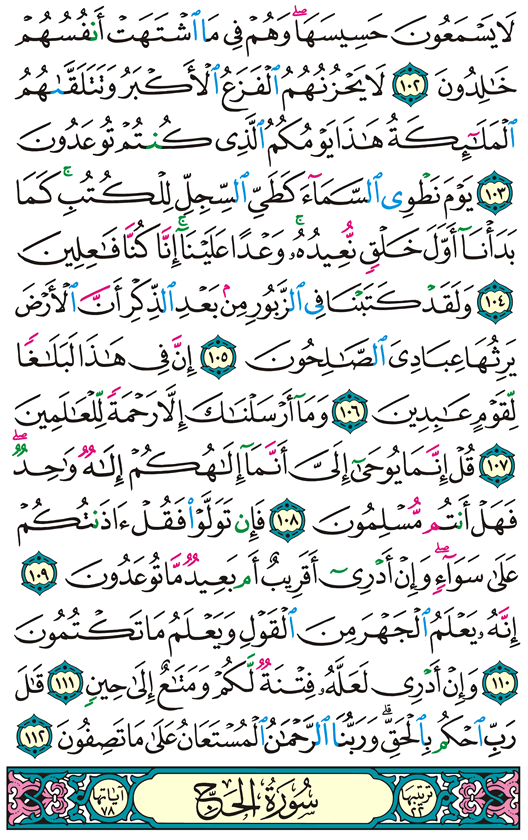 لَا يَسْمَعُونَ حَسِيسَهَا ۖ وَهُمْ فِي مَا ٱشْتَهَتْ أَنفُسُهُمْ
خَٰلِدُونَ ١٠٢ لَا يَحْزُنُهُمُ ٱلْفَزَعُ ٱلْأَكْبَرُ وَتَتَلَقَّىٰهُمُ
ٱلْمَلَٰٓئِكَةُ هَٰذَا يَوْمُكُمُ ٱلَّذِى كُنتُمْ تُوعَدُونَ
١٠٣ يَوْمَ نَطْوِى ٱلسَّمَآءَ كَطَىِّ ٱلسِّجِلِّ لِلْكُتُبِ ۚ كَمَا
بَدَأْنَآ أَوَّلَ خَلْقٍ نُّعِيدُهُۥ ۚ وَعْدًا عَلَيْنَآ ۚ إِنَّا كُنَّا فَٰعِلِينَ
١٠٤ وَلَقَدْ كَتَبْنَا فِى ٱلزَّبُورِ مِنۢ بَعْدِ ٱلذِّكْرِ أَنَّ ٱلْأَرْضَ
يَرِثُهَا عِبَادِىَ ٱلصَّٰلِحُونَ ١٠٥ إِنَّ فِى هَٰذَا لَبَلَٰغًا
لِّقَوْمٍ عَٰبِدِينَ ١٠٦ وَمَآ أَرْسَلْنَٰكَ إِلَّا رَحْمَةً لِّلْعَٰلَمِينَ
١٠٧ قُلْ إِنَّمَا يُوحَىٰٓ إِلَىَّ أَنَّمَآ إِلَٰهُكُمْ إِلَٰهٌ وَٰحِدٌ ۖ
فَهَلْ أَنتُم مُّسْلِمُونَ ١٠٨ فَإِن تَوَلَّوْا۟ فَقُلْ ءَاذَنتُكُمْ
عَلَىٰ سَوَآءٍ ۖ وَإِنْ أَدْرِىٓ أَقَرِيبٌ أَم بَعِيدٌ مَّا تُوعَدُونَ ١٠٩
إِنَّهُۥ يَعْلَمُ ٱلْجَهْرَ مِنَ ٱلْقَوْلِ وَيَعْلَمُ مَا تَكْتُمُونَ
١١٠ وَإِنْ أَدْرِى لَعَلَّهُۥ فِتْنَةٌ لَّكُمْ وَمَتَٰعٌ إِلَىٰ حِينٍ ١١١ قَٰلَ
رَبِّ ٱحْكُم بِٱلْحَقِّ ۗ وَرَبُّنَا ٱلرَّحْمَٰنُ ٱلْمُسْتَعَانُ عَلَىٰ مَا تَصِفُونَ ١١٢
ترتيبها ٢٢ سُورَةُ الحَجِّ آياتها ٧٨